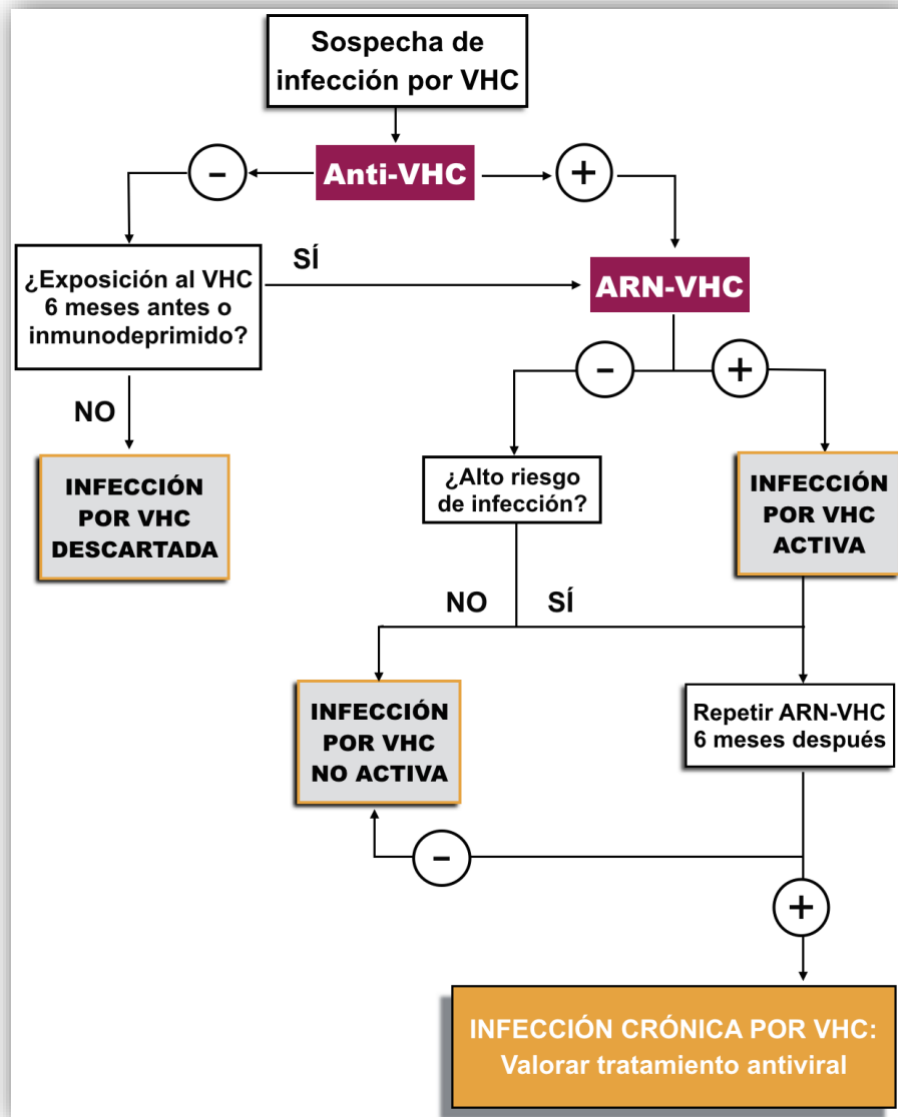 Sospecha de
infección por VHC
-
Anti-VHC
+
¿Exposición al VHC
6 meses antes o
inmunodeprimido?
SÍ
ARN-VHC
-
+
NO
INFECCIÓN
POR VHC
DESCARTADA
¿Alto riesgo
de infección?
INFECCIÓN
POR VHC
ACTIVA
NO
SÍ
INFECCIÓN
POR VHC
NO ACTIVA
Repetir ARN-VHC
6 meses después
-
+
INFECCIÓN CRÓNICA POR VHC:
Valorar tratamiento antiviral